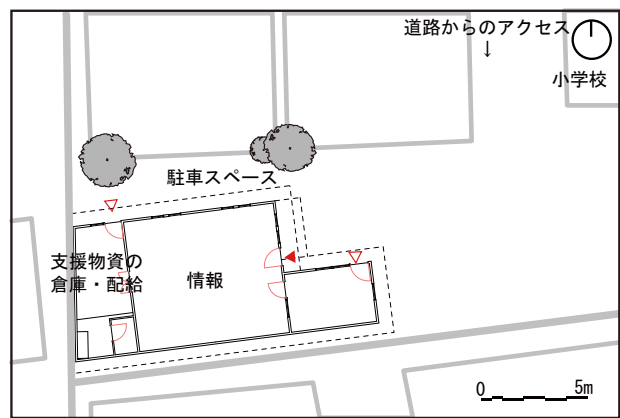 道路からのアクセス
↓
小学校
駐車スペース
支援物資の
倉庫・配給
情報
0 5m